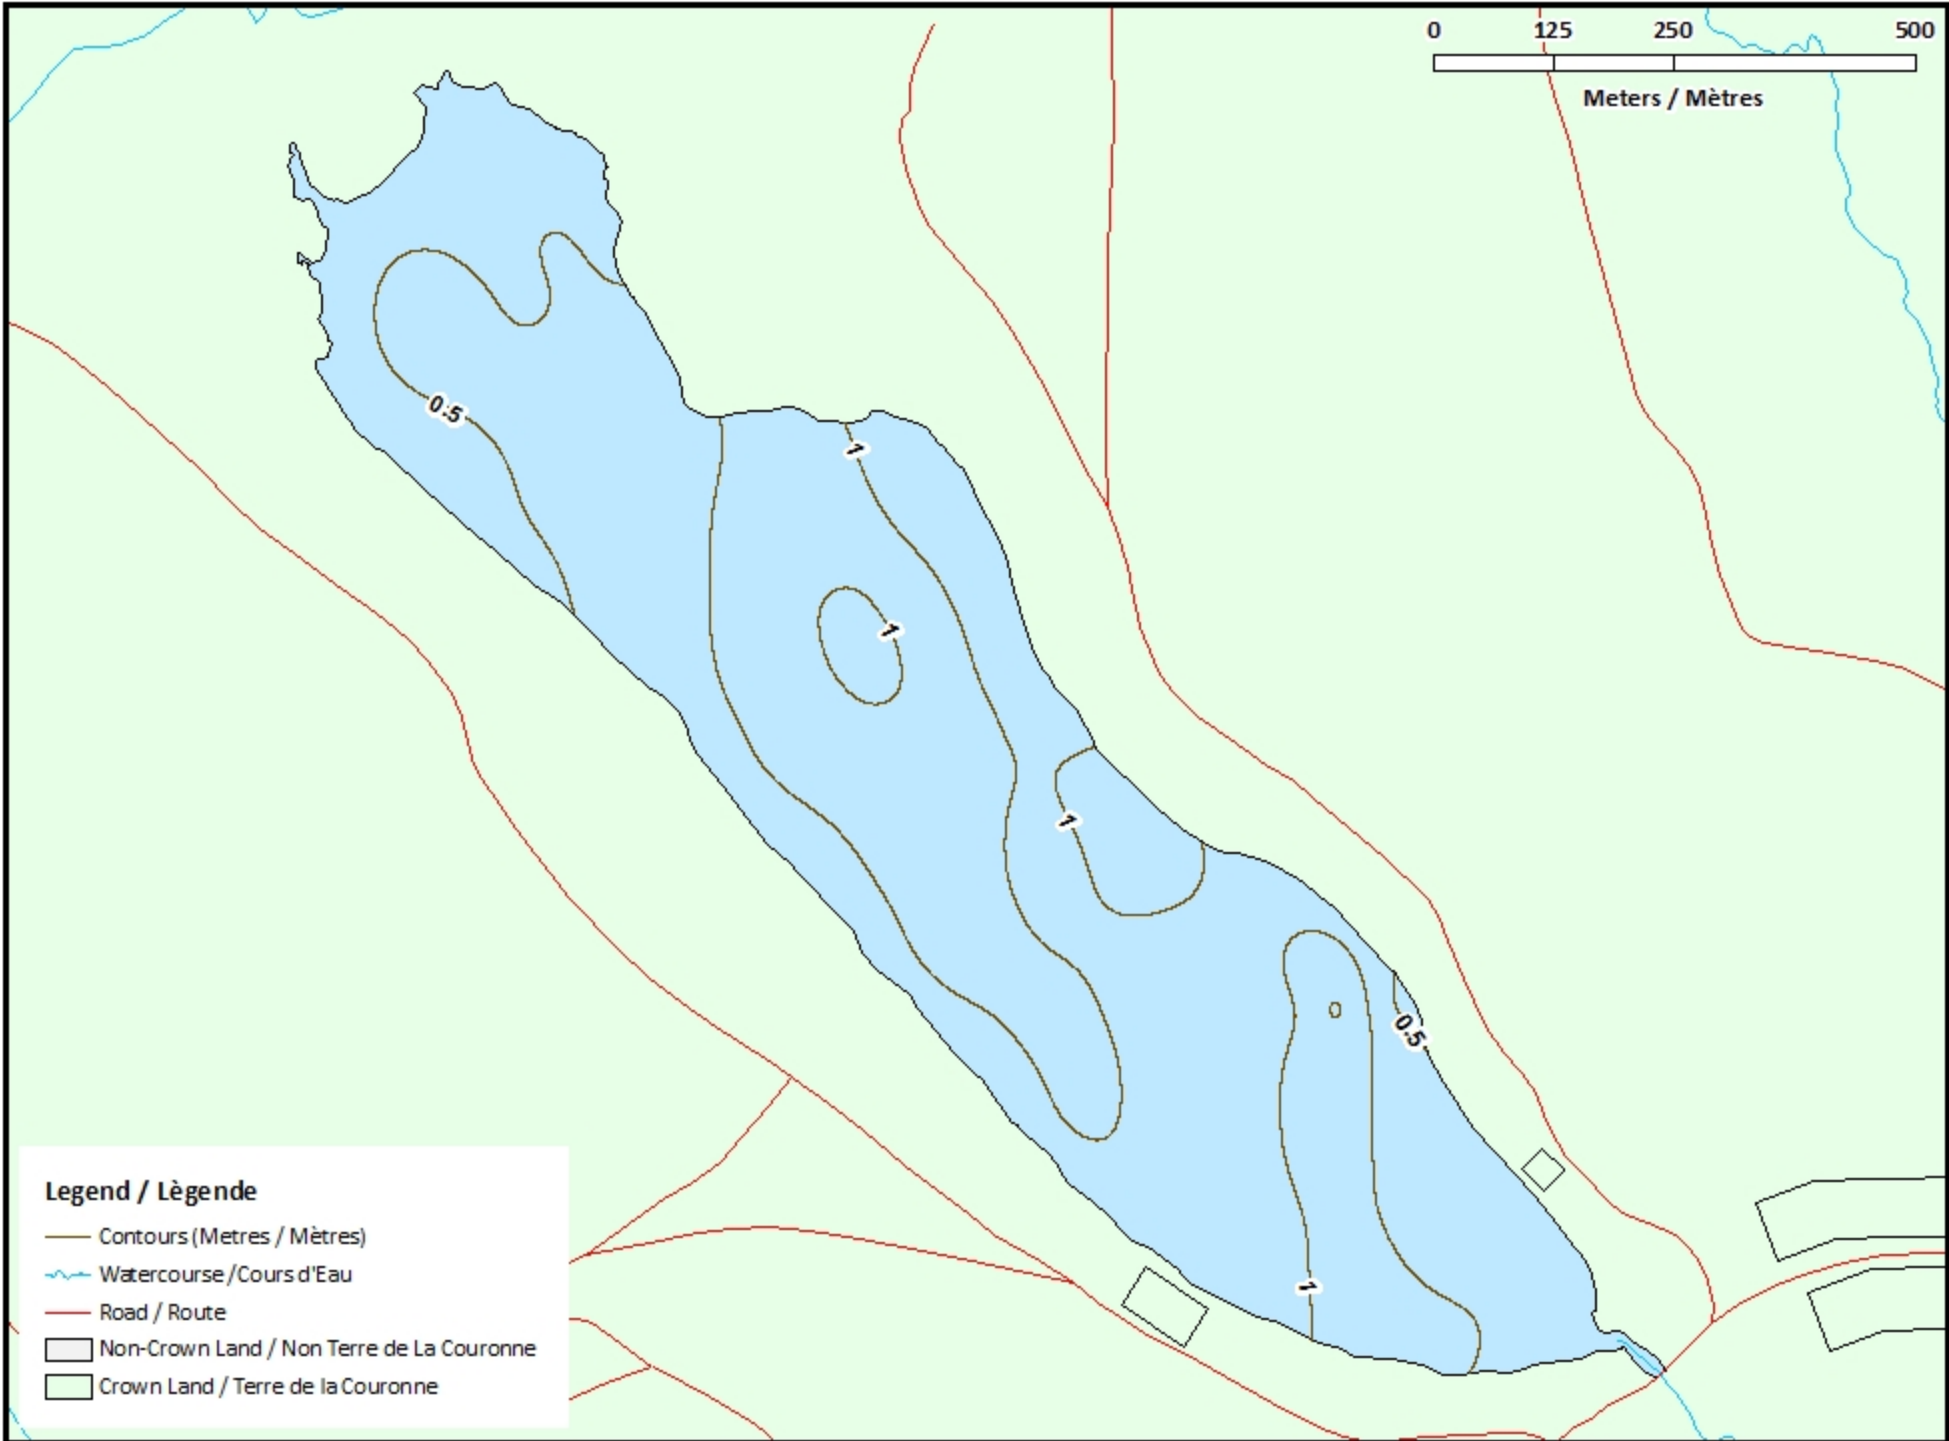 0 125 250 500
Meters / Mètres
0.5
1
1
1
0.5
1
Legend / Lègende
Contours (Metres / Mètres)
Watercourse /Cours d'Eau
Road / Route
Non-Crown Land / Non Terre de La Couronne
Crown Land / Terre de la Couronne